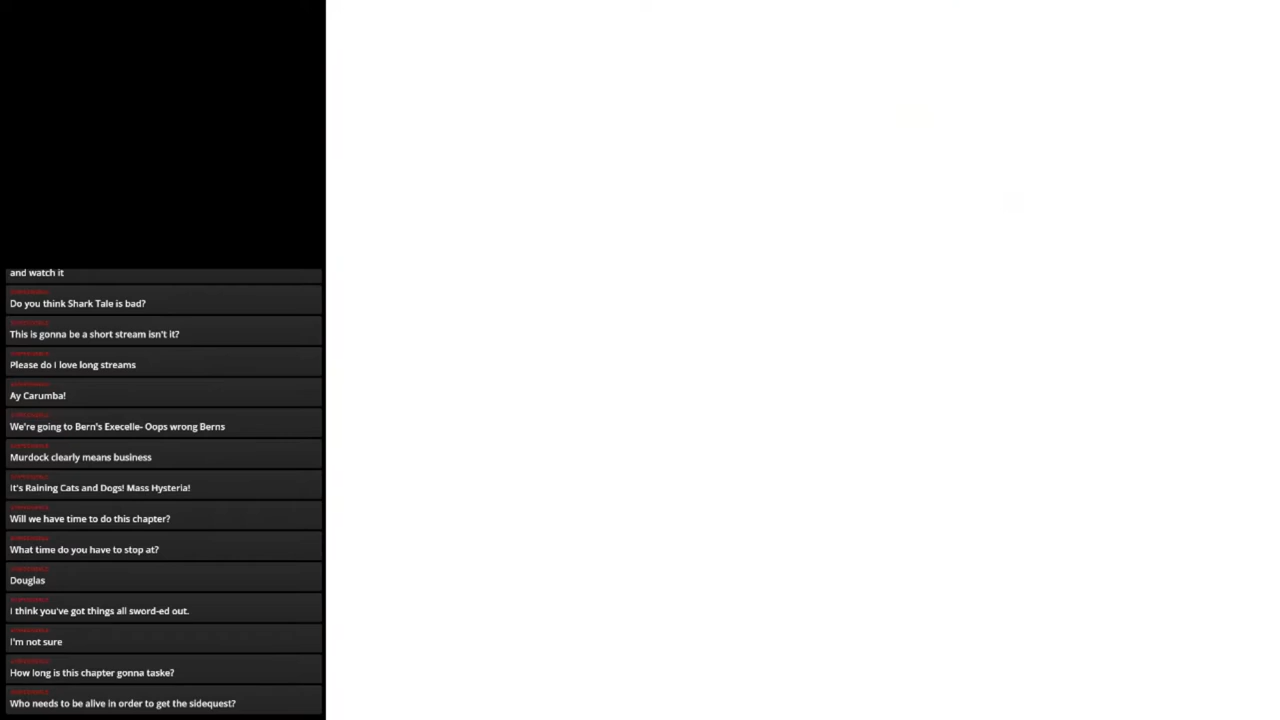 and watch it
Do you think Shark Tale is bad?
This is gonna be a short stream isn't it?
Please do I love long streams
Ay Carumba!
We're going to Bern's Execelle- Oops wrong Berns
Murdock clearly means business
It's Raining Cats and Dogs! Mass Hysteria!
Will we have time to do this chapter?
What time do you have to stop at?
Douglas
I think you've got things all sword-ed out.
I'm not sure
How long is this chapter gonna taske?
Who needs to be alive in order to get the sidequest?